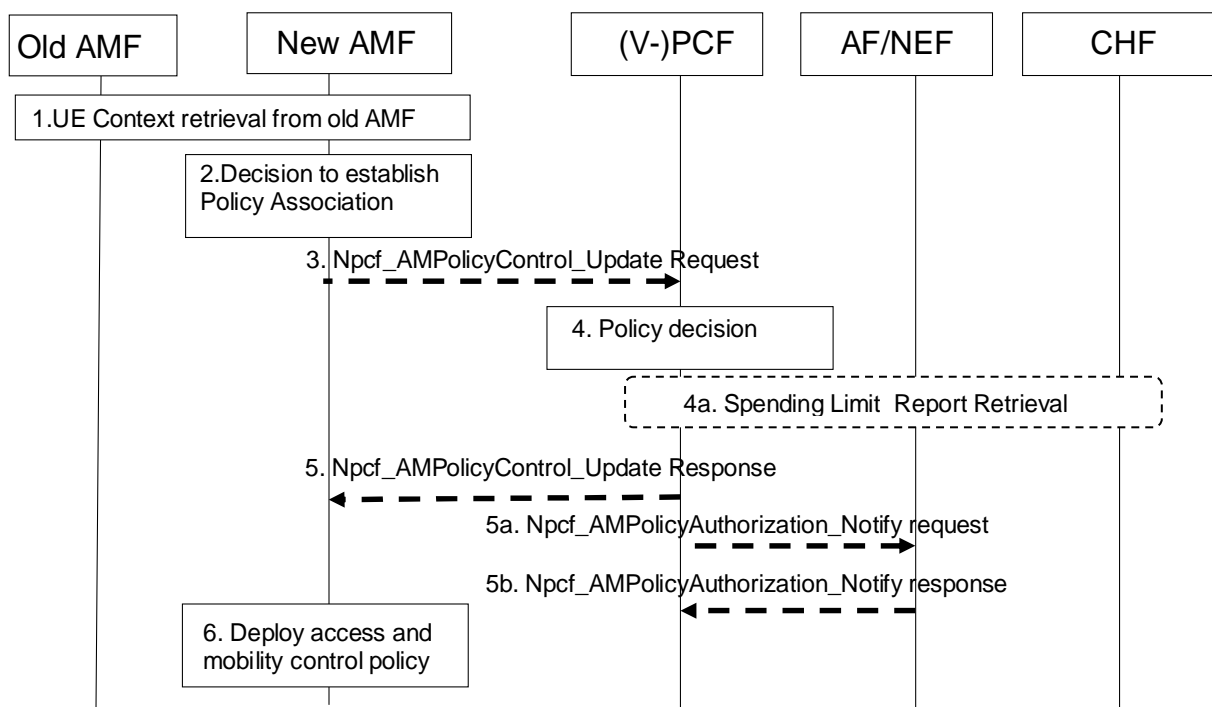 Old AMF
New AMF
(V-)PCF
AF/NEF
CHF
1.UE Context retrieval from old AMF
2.Decision to establish
Policy Association
3. Npcf_AMPolicyControl_Update Request
4. Policy decision
4a. Spending Limit Report Retrieval
5. Npcf_AMPolicyControl_Update Response
5a. Npcf_AMPolicyAuthorization_Notify request
5b. Npcf_AMPolicyAuthorization_Notify response
6. Deploy access and
mobility control policy